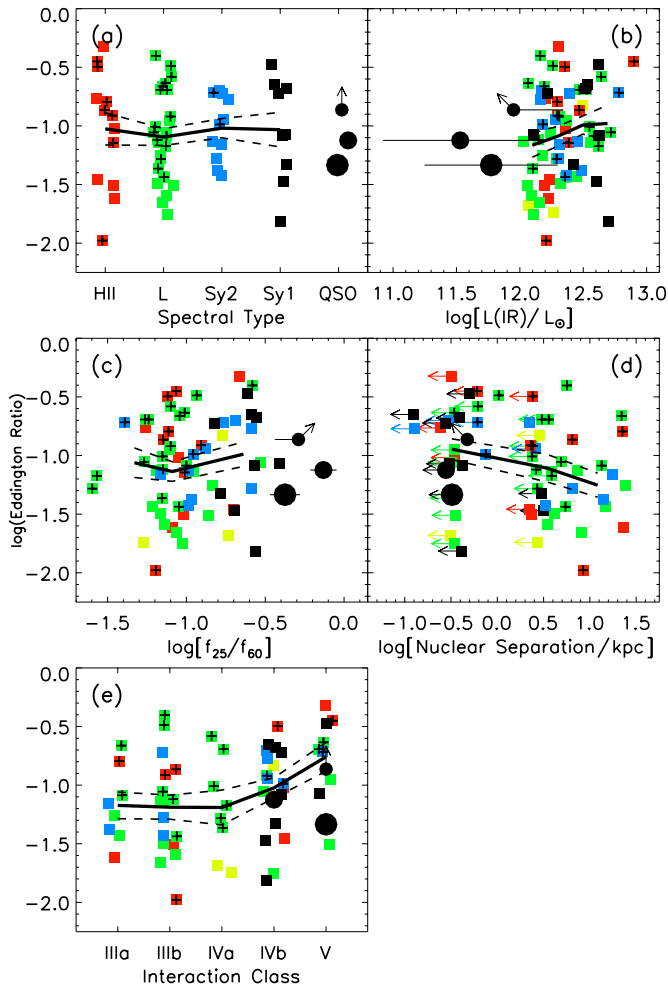 0.0
(a)
(b)
-0.5
-1.0
-1.5
-2.0
HII L Sy2 Sy1 QSO
11.0 11.5 12.0 12.5 13.0
Spectral Type
log[L(IR)/L⊙]
log(Eddington Ratio)
0.0
(c)
(d)
-0.5
-1.0
-1.5
-2.0
-1.5 -1.0 -0.5 0.0
-1.0 -0.5 0.0 0.5 1.0 1.5
log[f25/f60]
log[Nuclear Separation/kpc]
0.0
(e)
-0.5
-1.0
-1.5
-2.0
IIIa IIIb IVa IVb V
Interaction Class